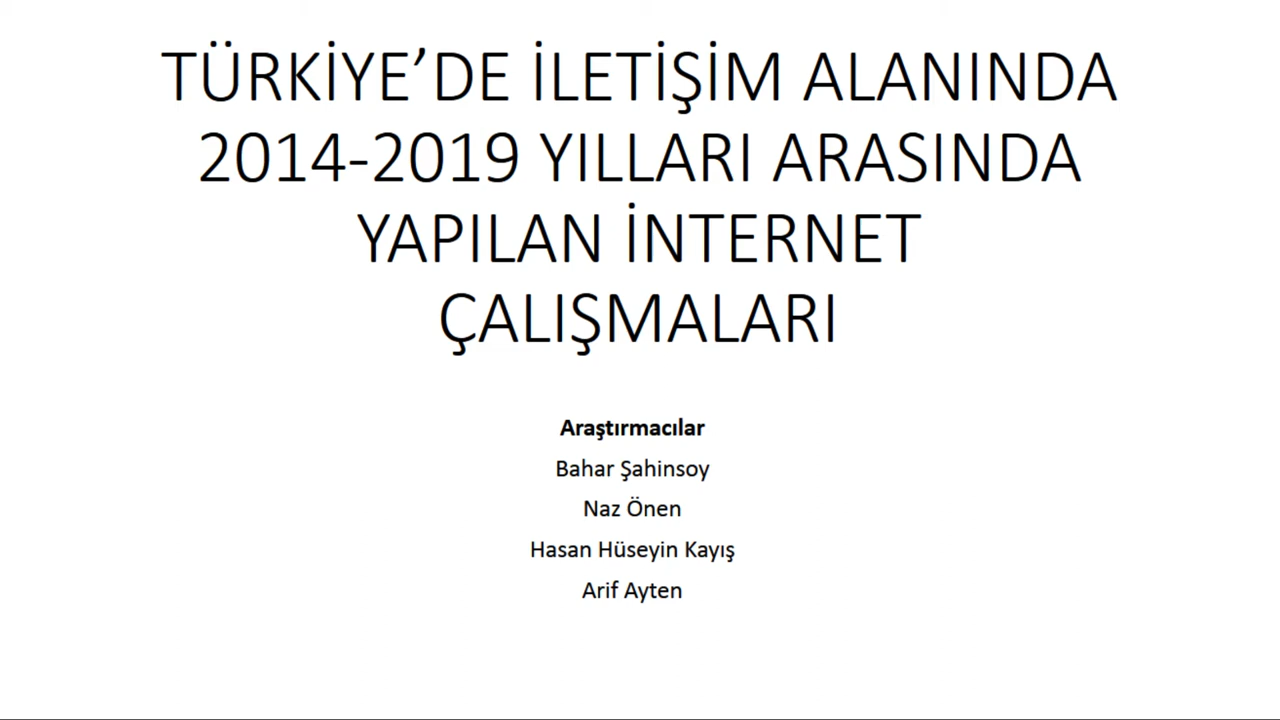 TÜRKİYE’DE İLETİŞİM ALANINDA
2014-2019 YILLARI ARASINDA
YAPILAN İNTERNET
ÇALIŞMALARI
Araştırmacılar
Bahar Şahinsoy
Naz Önen
Hasan Hüseyin Kayış
Arif Ayten